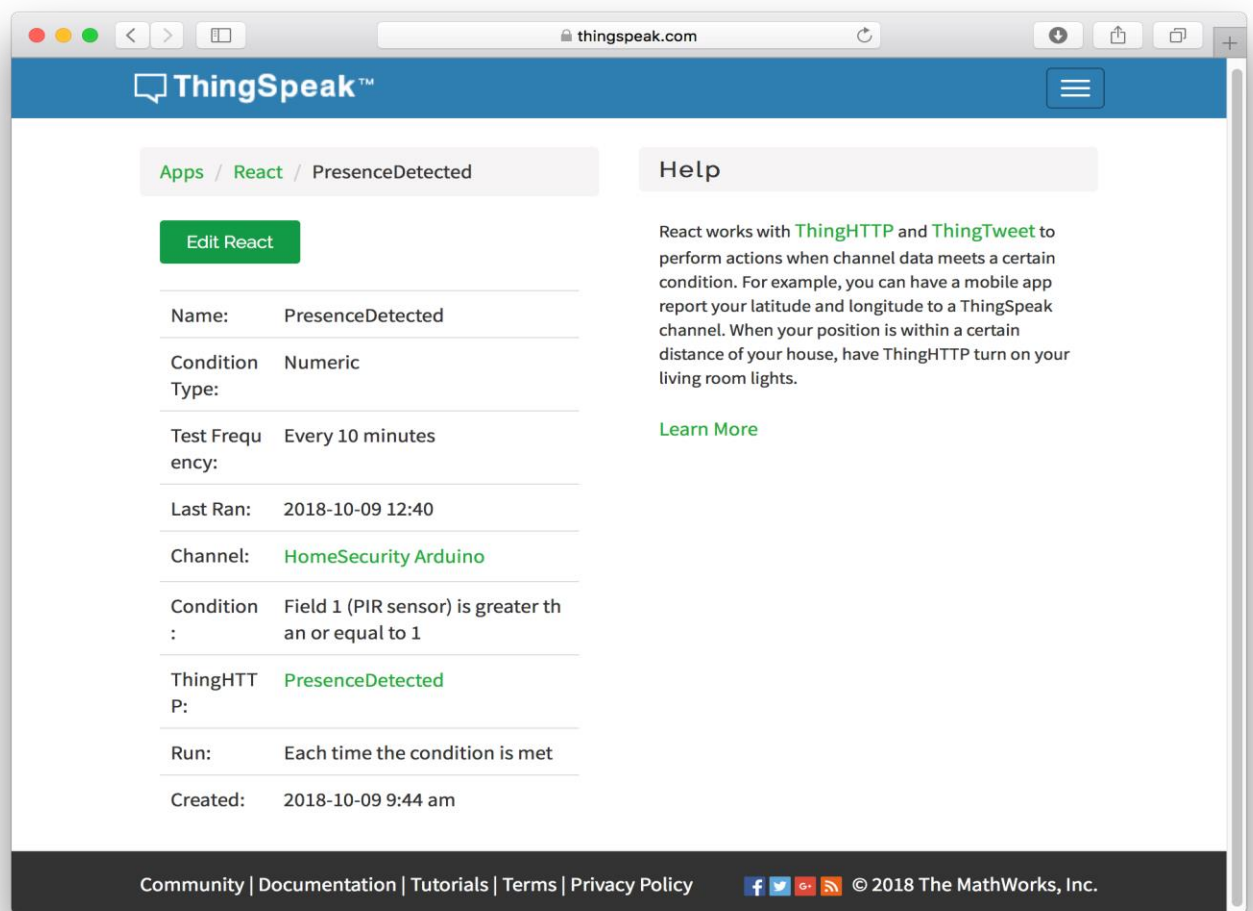 thingspeak.com
ThingSpeak™
Apps / React / PresenceDetected
Edit React
Name: PresenceDetected
Condition Numeric
Type:
Test Frequ Every 10 minutes
ency:
Last Ran: 2018-10-09 12:40
Channel: HomeSecurity Arduino
Condition Field 1 (PIR sensor) is greater th
: an or equal to 1
ThingHTT PresenceDetected
P:
Run: Each time the condition is met
Created: 2018-10-09 9:44 am
Help
React works with ThingHTTP and ThingTweet to
perform actions when channel data meets a certain
condition. For example, you can have a mobile app
report your latitude and longitude to a ThingSpeak
channel. When your position is within a certain
distance of your house, have ThingHTTP turn on your
living room lights.
Learn More
Community | Documentation | Tutorials | Terms | Privacy Policy
© 2018 The MathWorks, Inc.